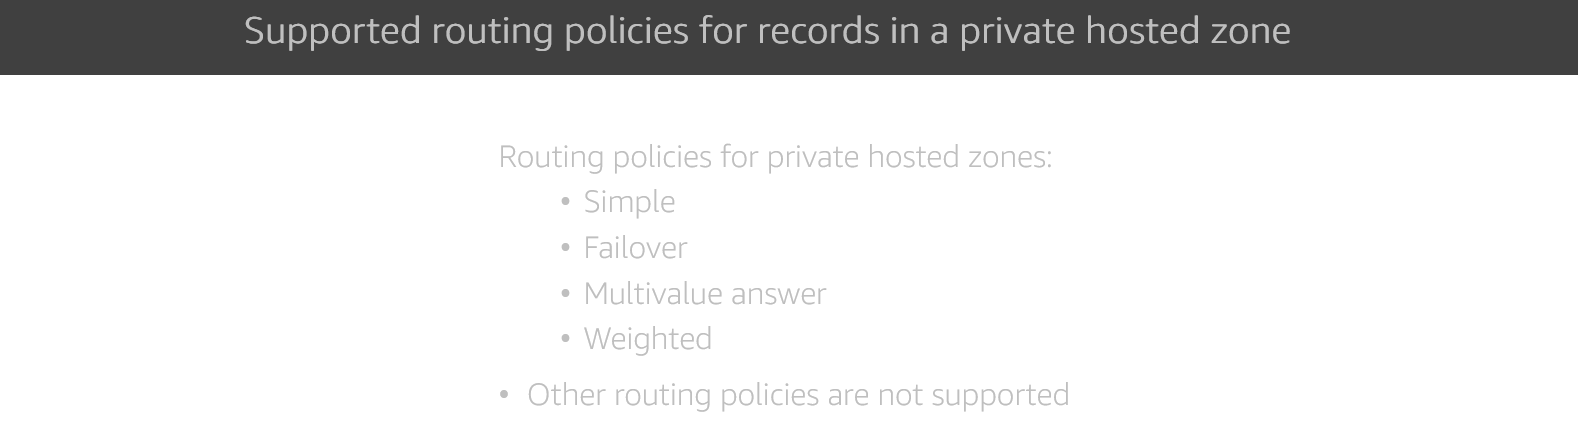 Supported routing policies for records in a private hosted zone
Routing policies for private hosted zones:
• Simple
• Failover
• Multivalue answer
• Weighted
• Other routing policies are not supported